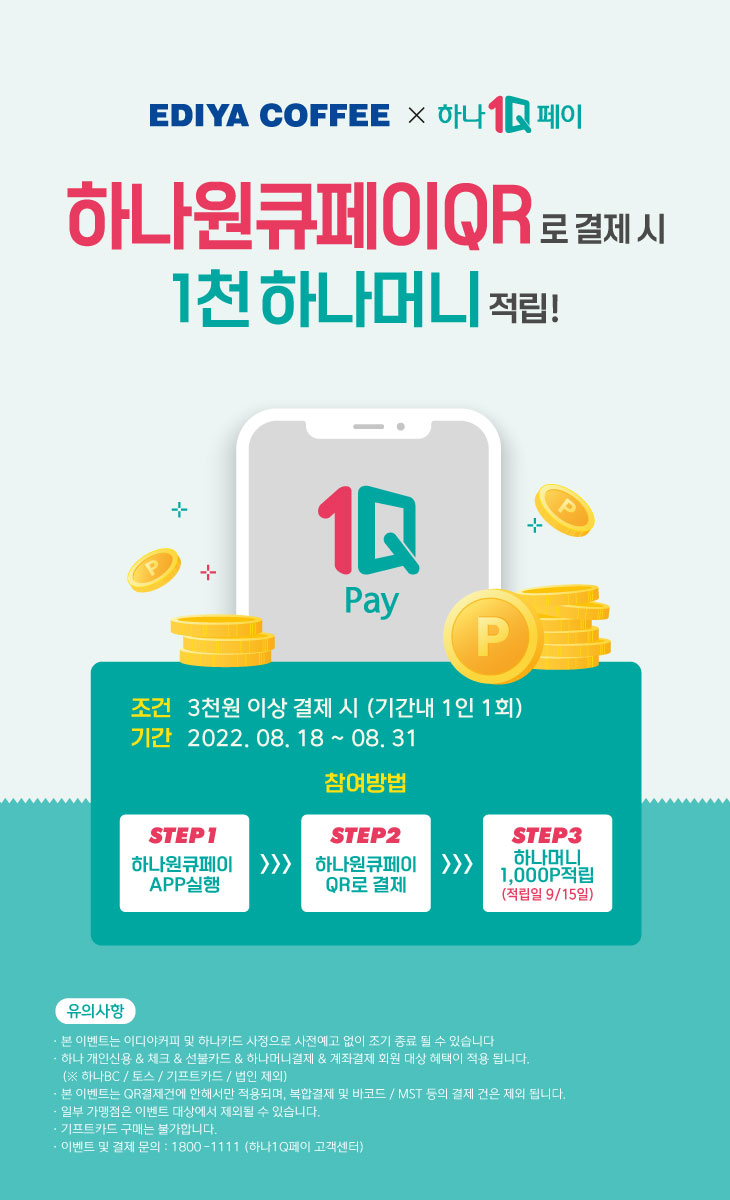 EDIYA COFFEE × 하나1Q페이
하나원큐페이QR로 결제 시
1천 하나머니 적립!
1Q
Pay
P
P
P
조건 3천원 이상 결제 시 (기간내 1인 1회)
기간 2022. 08. 18 ~ 08. 31
참여방법
STEP1
하나원큐페이
APP실행
STEP2
하나원큐페이
QR로 결제
STEP3
하나머니
1,000P적립
(적립일 9/15일)
유의사항
· 본 이벤트는 이디야커피 및 하나카드 사정으로 사전예고 없이 조기 종료 될 수 있습니다
· 하나 개인신용 & 체크 & 선불카드 & 하나머니결제 & 계좌결제 회원 대상 혜택이 적용 됩니다.
(※ 하나BC / 토스 / 기프트카드 / 법인 제외)
· 본 이벤트는 QR결제건에 한해서만 적용되며, 복합결제 및 바코드 / MST 등의 결제 건은 제외 됩니다.
· 일부 가맹점은 이벤트 대상에서 제외될 수 있습니다.
· 기프트카드 구매는 불가합니다.
· 이벤트 및 결제 문의 : 1800 -1111 (하나1Q페이 고객센터)